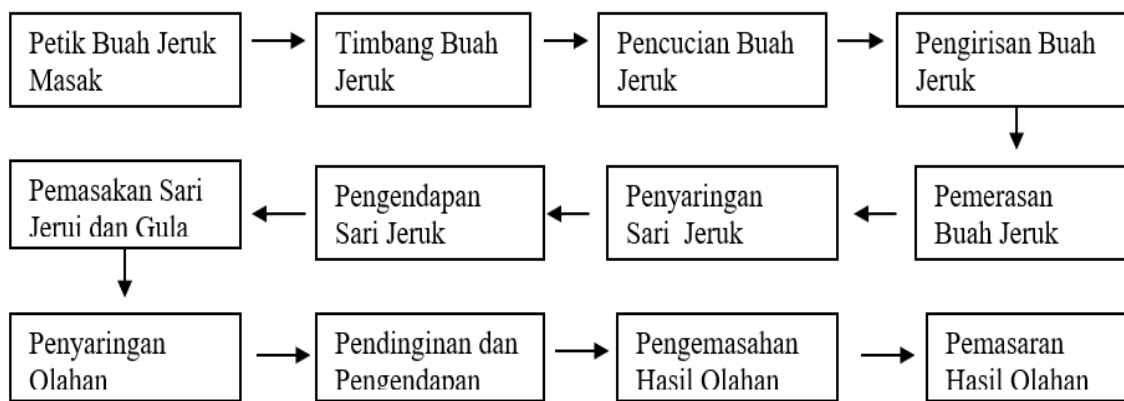 Petik Buah Jeruk
Masak
Timbang Buah
Jeruk
Pencucian Buah
Jeruk
Pengirisan Buah
Jeruk
Pemasakan Sari
Jerui dan Gula
Pengendapan
Sari Jeruk
Penyaringan
Sari Jeruk
Pemerasan
Buah Jeruk
Penyaringan
Olahan
Pendinginan dan
Pengendapan
Pengemasahan
Hasil Olahan
Pemasaran
Hasil Olahan